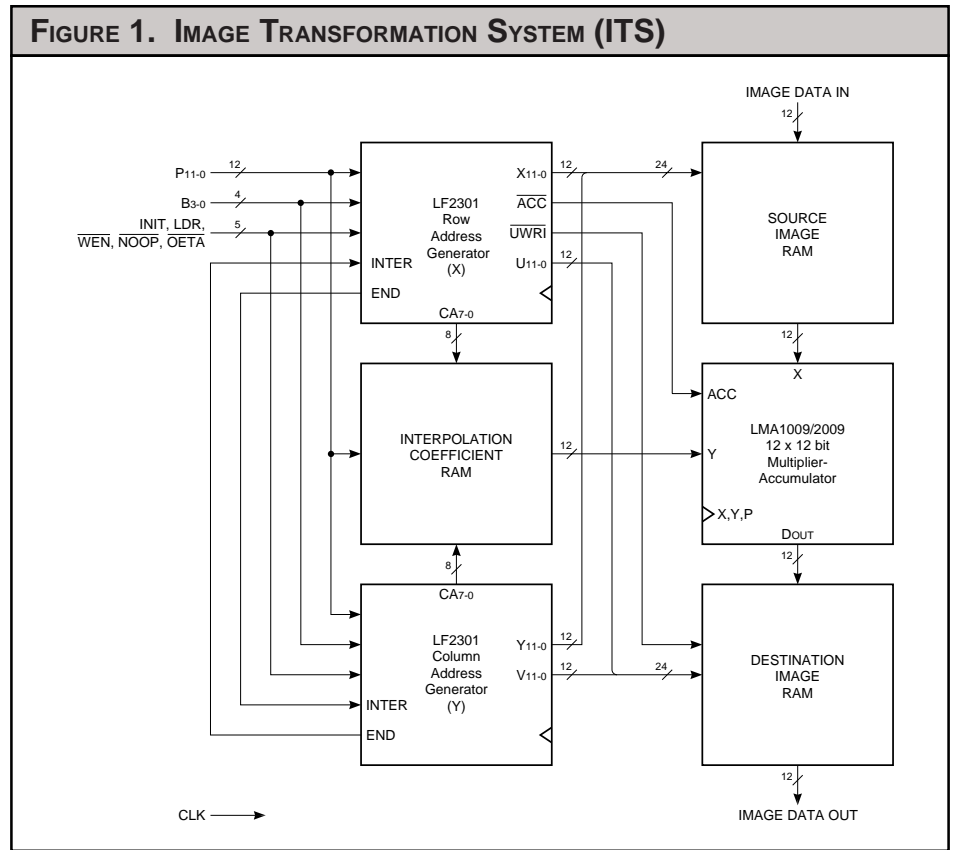 FIGURE 1. IMAGE TRANSFORMATION SYSTEM (ITS)
IMAGE DATA IN
12
P11-0
12
B3-0
4
INIT, LDR,
WEN, NOOP, OETA
5
LF2301
Row
Address
Generator
(X)
INTER
END
CA7-0
X11-0
ACC
UWRI
U11-0
12
12
24
SOURCE
IMAGE
RAM
8
12
INTERPOLATION
COEFFICIENT
RAM
12
X
ACC
Y
LMA1009/2009
12 x 12 bit
Multiplier-
Accumulator
X,Y,P
DOUT
8
12
CA7-0
LF2301
Column
Address
Generator
(Y)
INTER
END
Y11-0
V11-0
12
12
24
DESTINATION
IMAGE
RAM
12
CLK
IMAGE DATA OUT